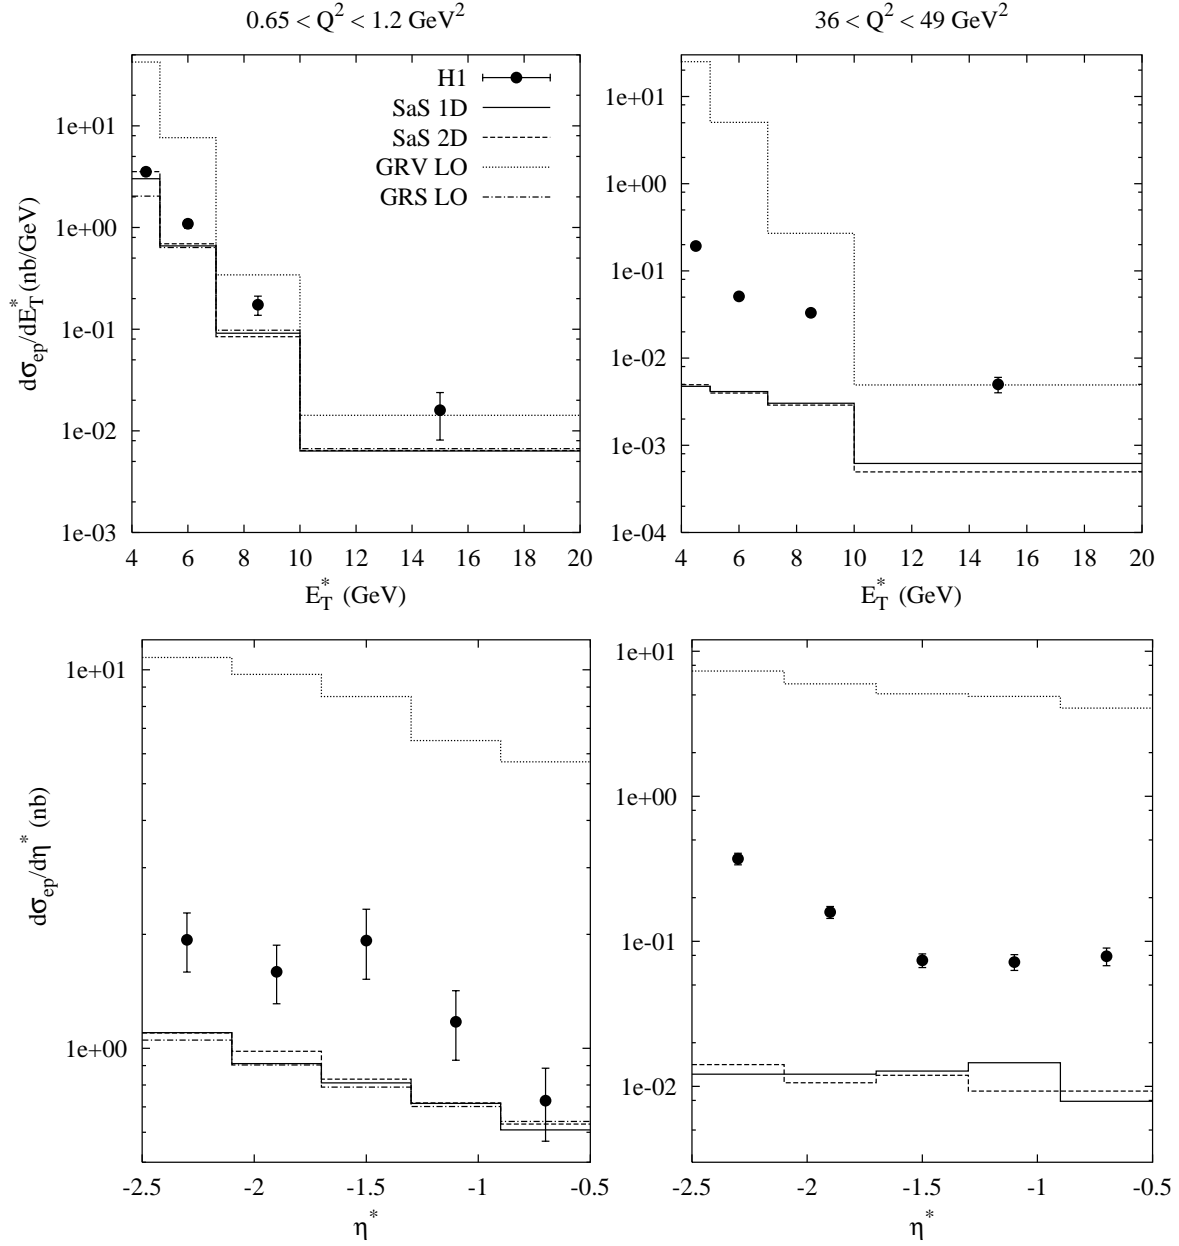 0.65 < Q^2 < 1.2 GeV^2
36 < Q^2 < 49 GeV^2
H1
SaS 1D
SaS 2D
GRV LO
GRS LO
dσ_ep/dE_T^* (nb/GeV)
1e+01
1e+00
1e-01
1e-02
1e-03
4 6 8 10 12 14 16 18 20
E_T^* (GeV)
1e+01
1e+00
1e-01
1e-02
1e-03
1e-04
4 6 8 10 12 14 16 18 20
E_T^* (GeV)
dσ_ep/dη^* (nb)
1e+01
1e+00
-2.5 -2 -1.5 -1 -0.5
η^*
1e+01
1e+00
1e-01
1e-02
-2.5 -2 -1.5 -1 -0.5
η^*